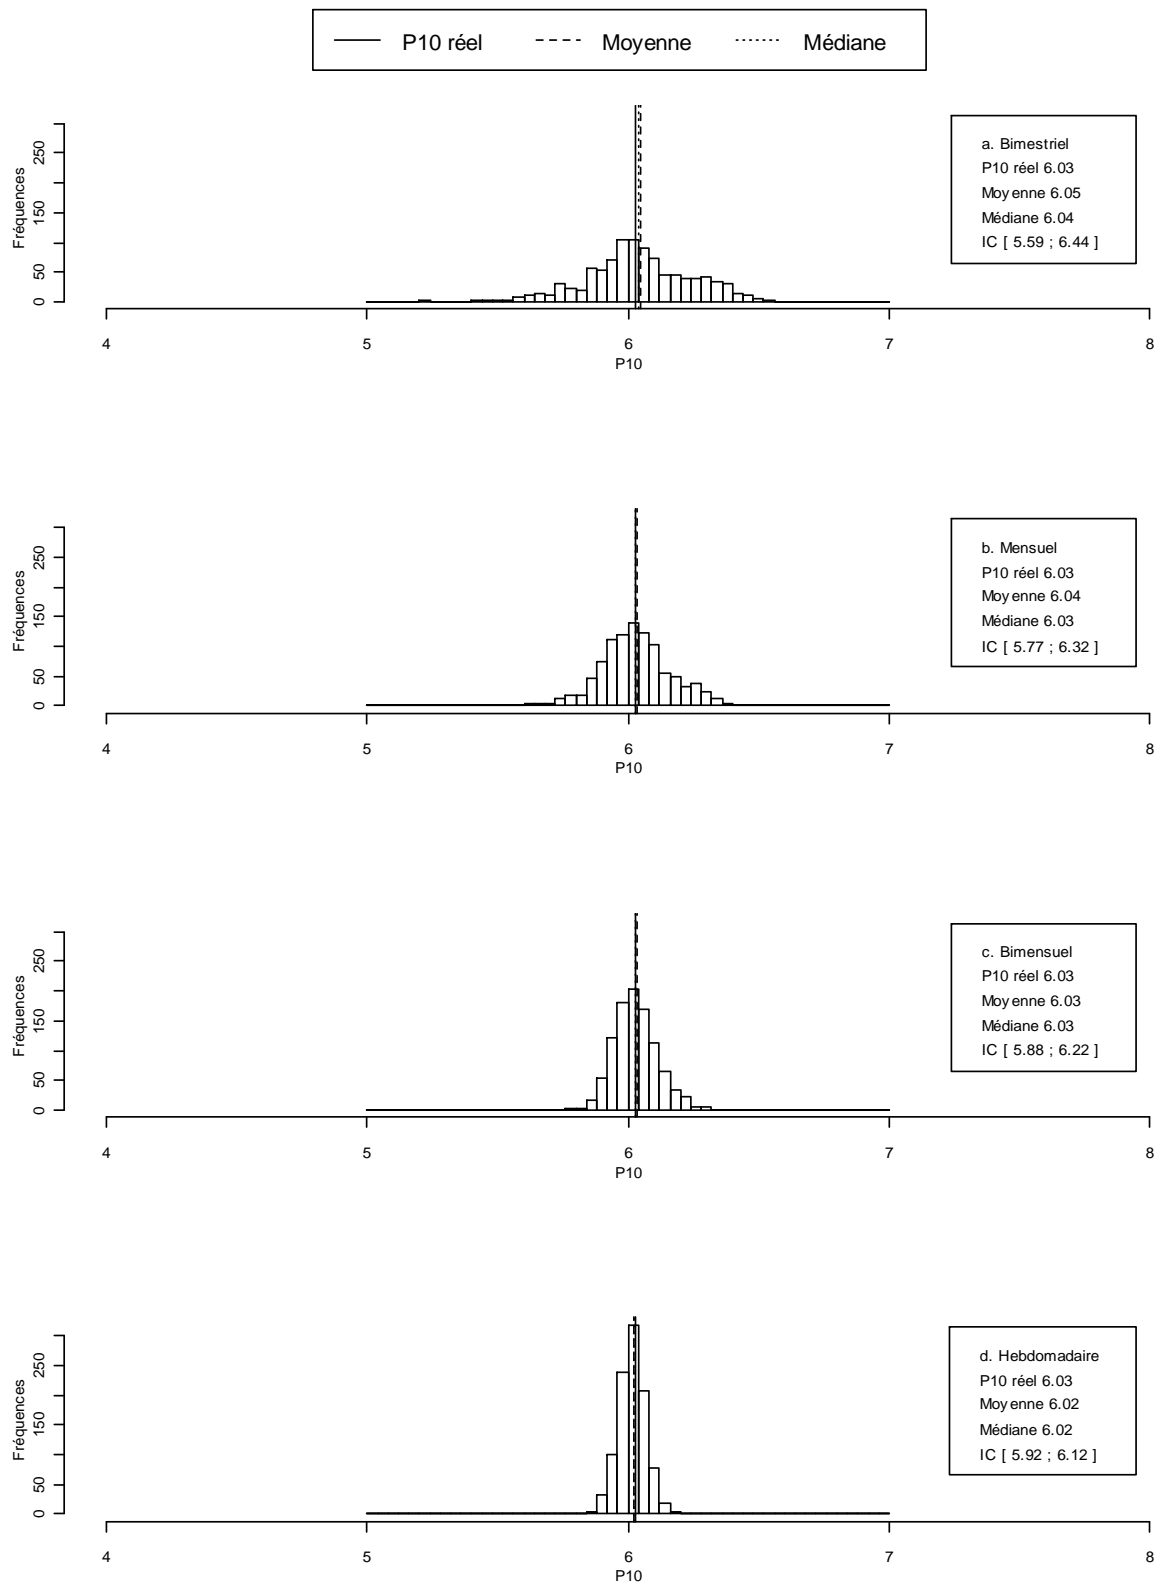 P10 réel Moyenne Médiane
Fréquences
0 50 150 250
a. Bimestriel
P10 réel 6.03
Moyenne 6.05
Médiane 6.04
IC [ 5.59 ; 6.44 ]
4 5 6 7 8
P10
Fréquences
0 50 150 250
b. Mensuel
P10 réel 6.03
Moyenne 6.04
Médiane 6.03
IC [ 5.77 ; 6.32 ]
4 5 6 7 8
P10
Fréquences
0 50 150 250
c. Bimensuel
P10 réel 6.03
Moyenne 6.03
Médiane 6.03
IC [ 5.88 ; 6.22 ]
4 5 6 7 8
P10
Fréquences
0 50 150 250
d. Hebdomadaire
P10 réel 6.03
Moyenne 6.02
Médiane 6.02
IC [ 5.92 ; 6.12 ]
4 5 6 7 8
P10